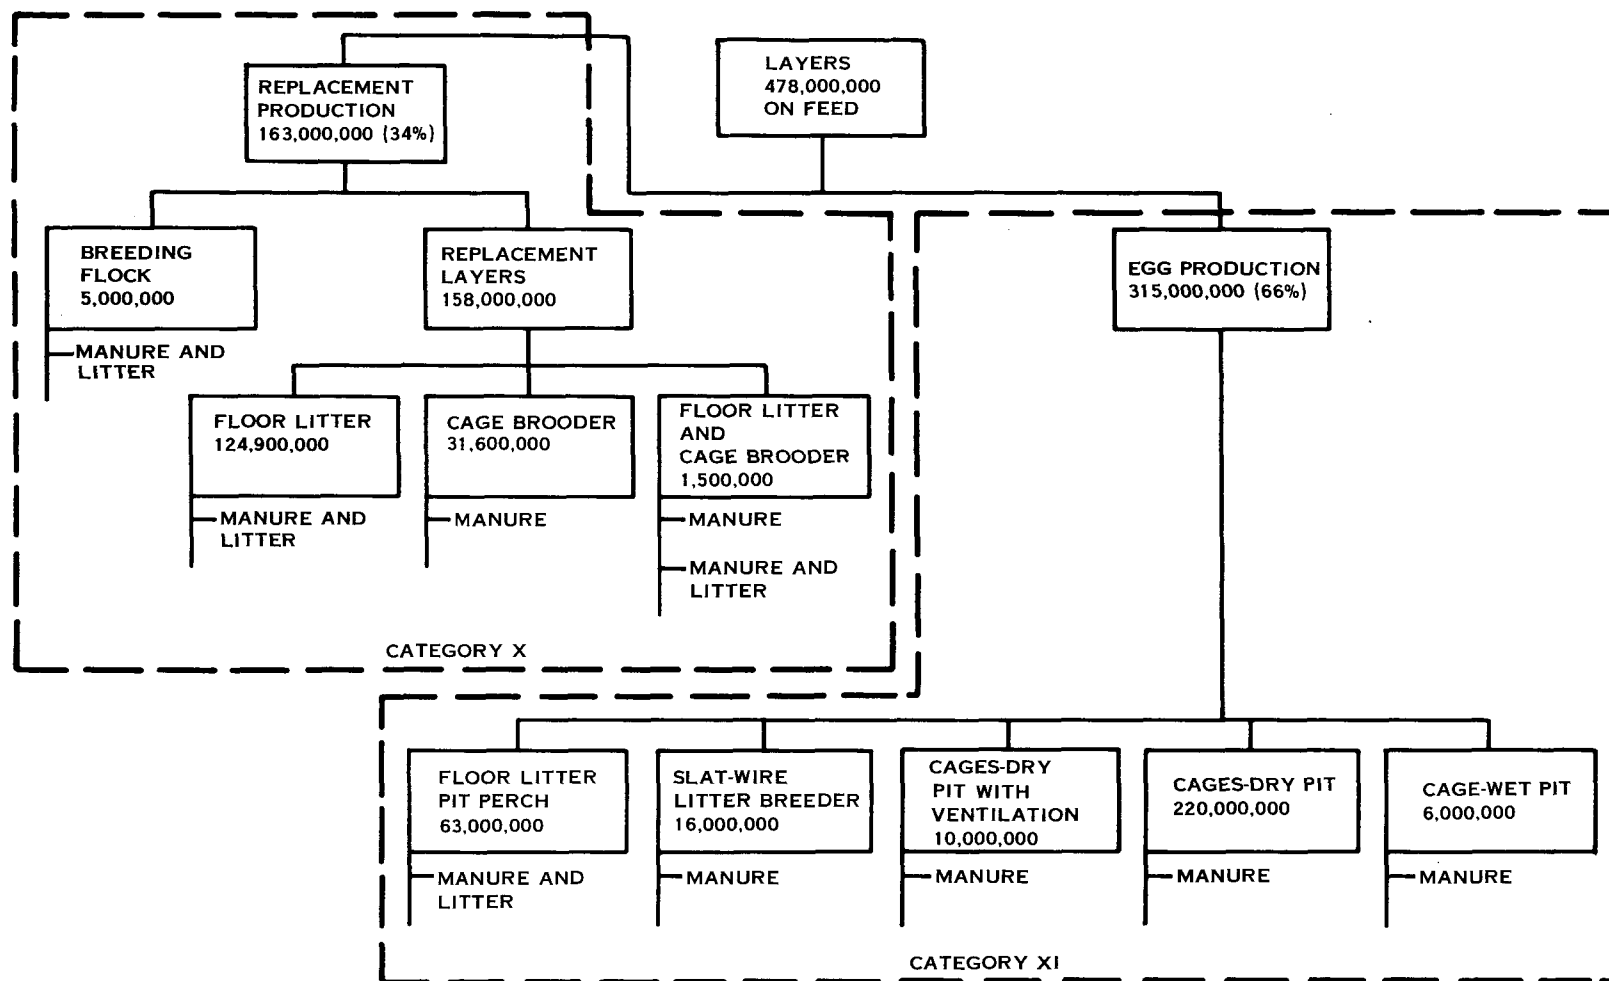 LAYERS
478,000,000
ON FEED
REPLACEMENT
PRODUCTION
163,000,000 (34%)
BREEDING
FLOCK
5,000,000
MANURE AND
LITTER
REPLACEMENT
LAYERS
158,000,000
EGG PRODUCTION
315,000,000 (66%)
FLOOR LITTER
124,900,000
MANURE AND
LITTER
CAGE BROODER
31,600,000
MANURE
FLOOR LITTER
AND
CAGE BROODER
1,500,000
MANURE
MANURE AND
LITTER
CATEGORY X
FLOOR LITTER
PIT PERCH
63,000,000
MANURE AND
LITTER
SLAT-WIRE
LITTER BREEDER
16,000,000
MANURE
CAGES-DRY
PIT WITH
VENTILATION
10,000,000
MANURE
CAGES-DRY PIT
220,000,000
MANURE
CAGE-WET PIT
6,000,000
MANURE
CATEGORY XI